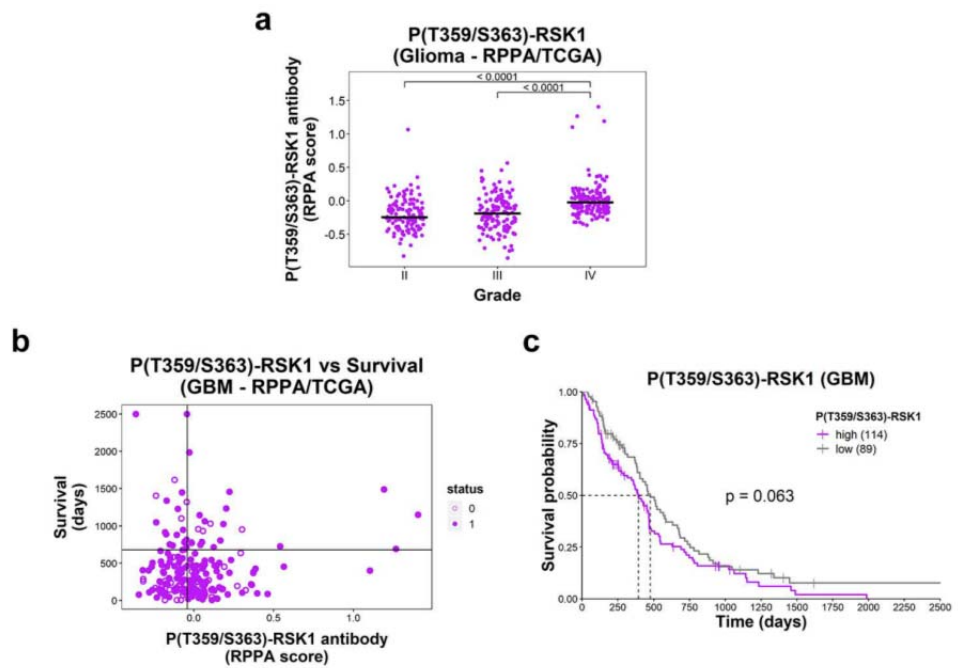 a
P(T359/S363)-RSK1
(Glioma - RPPA/TCGA)
< 0.0001
< 0.0001
P(T359/S363)-RSK1 antibody
(RPPA score)
1.5
1.0
0.5
0.0
-0.5
II III IV
Grade
b
P(T359/S363)-RSK1 vs Survival
(GBM - RPPA/TCGA)
Survival
(days)
2500
2000
1500
1000
500
0
0.0 0.5 1.0
P(T359/S363)-RSK1 antibody
(RPPA score)
status
0
1
c
P(T359/S363)-RSK1 (GBM)
Survival probability
1.00
0.75
0.50
0.25
0.00
P(T359/S363)-RSK1
high (114)
low (89)
p = 0.063
0 250 500 750 1000 1250 1500 1750 2000 2250 2500
Time (days)